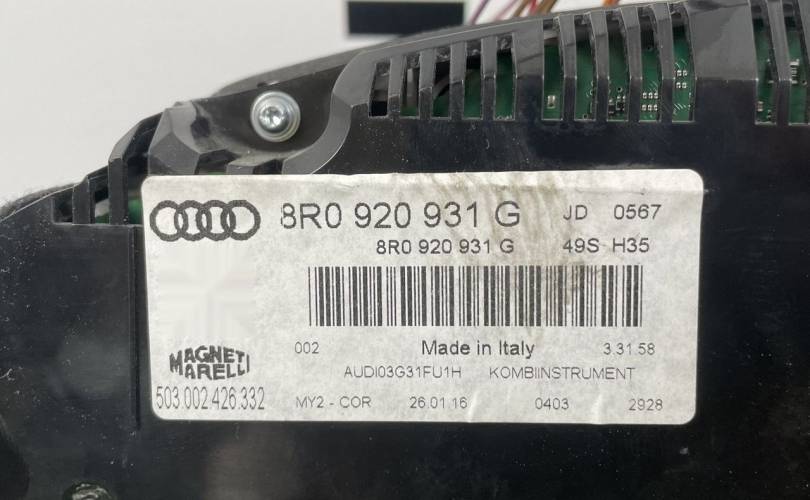 8R0 920 931 G JD 0567
8R0 920 931 G 49S H35
002 Made in Italy 3.31.58
AUDI03G31FU1H KOMBIINSTRUMENT
MAGNETI
MARELLI
503.002.426.332 MY2 - COR 26.01.16 0403 2928